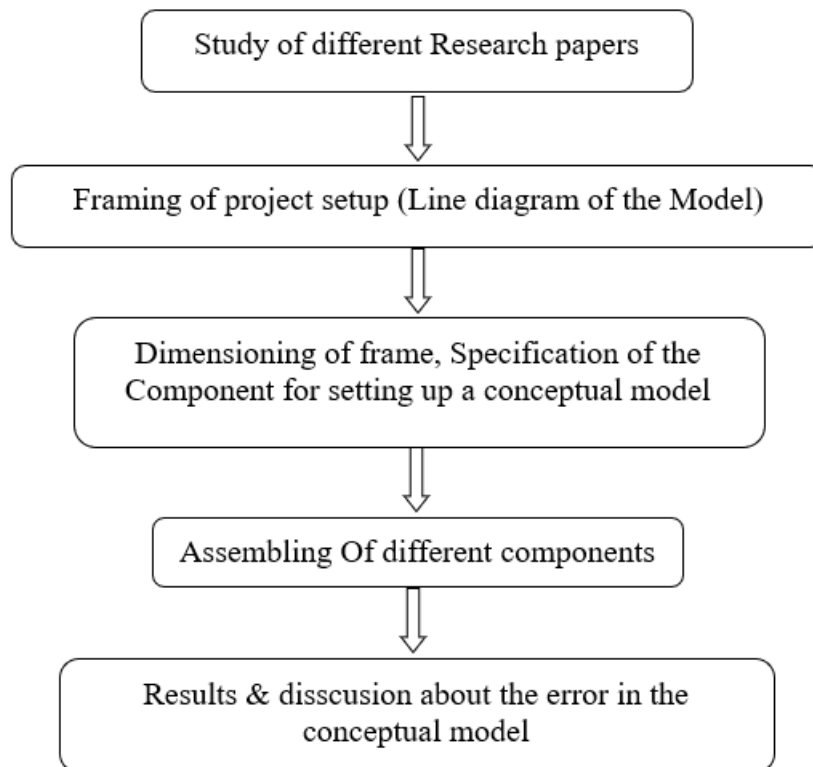 Study of different Research papers
Framing of project setup (Line diagram of the Model)
Dimensioning of frame, Specification of the
Component for setting up a conceptual model
Assembling Of different components
Results & disscusion about the error in the
conceptual model